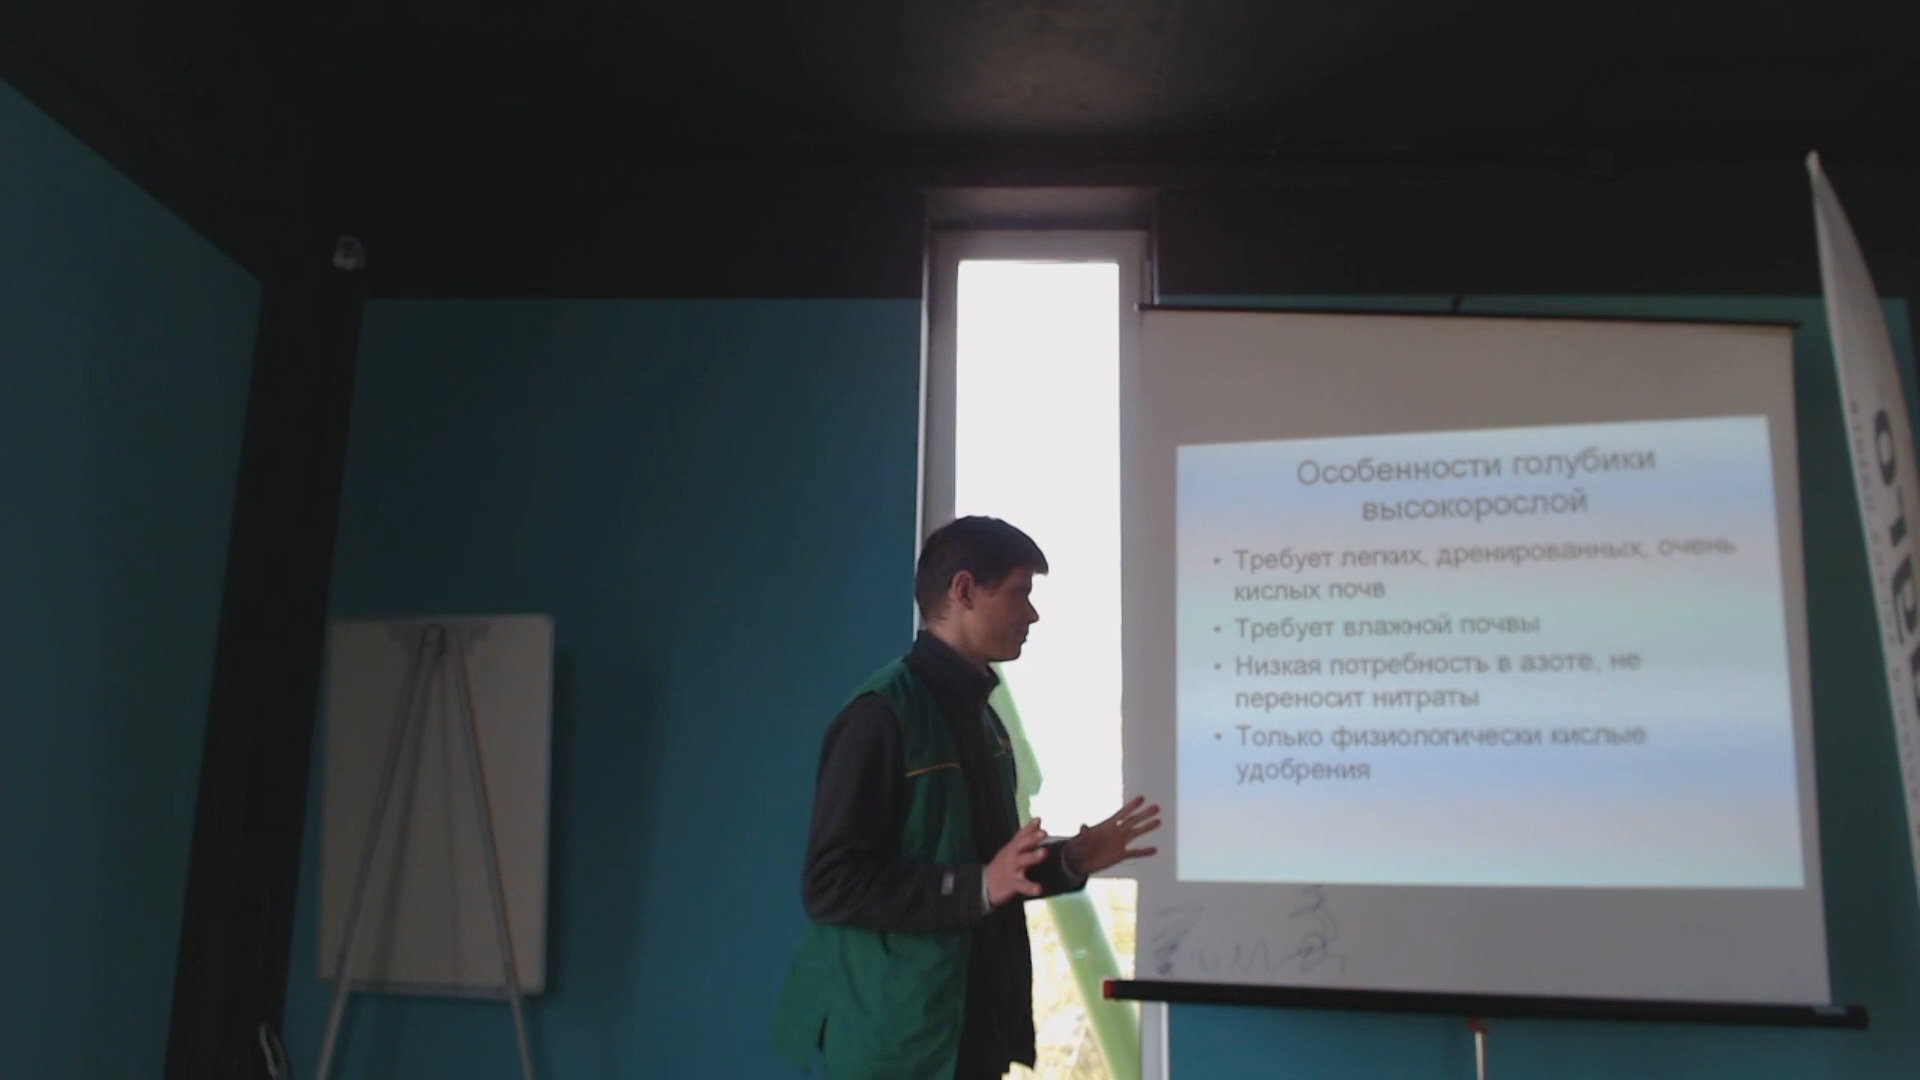 Особенности голубики
высокорослой
• Требует легких, дренированных, очень
кислых почв
• Требует влажной почвы
• Низкая потребность в азоте, не
переносит нитраты
• Только физиологически кислые
удобрения